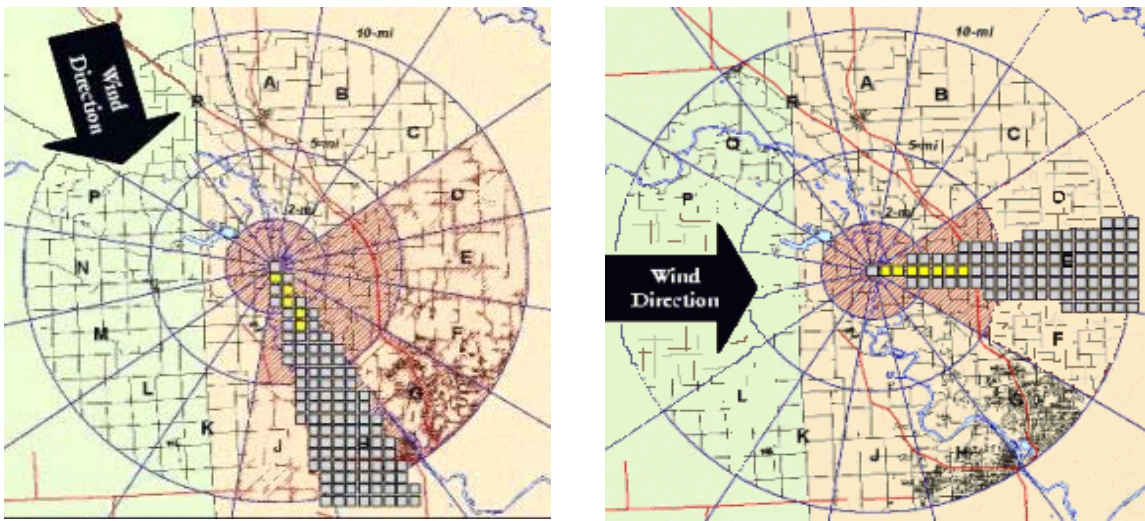 10-mi
A
Wind
Direction
B
R
C
5-mi
P
D
2-mi
E
N
M
F
L
G
K
J
H
10-mi
A
R
B
C
Q
5-mi
P
D
2-mi
E
Wind
Direction
F
L
G
K
J
H